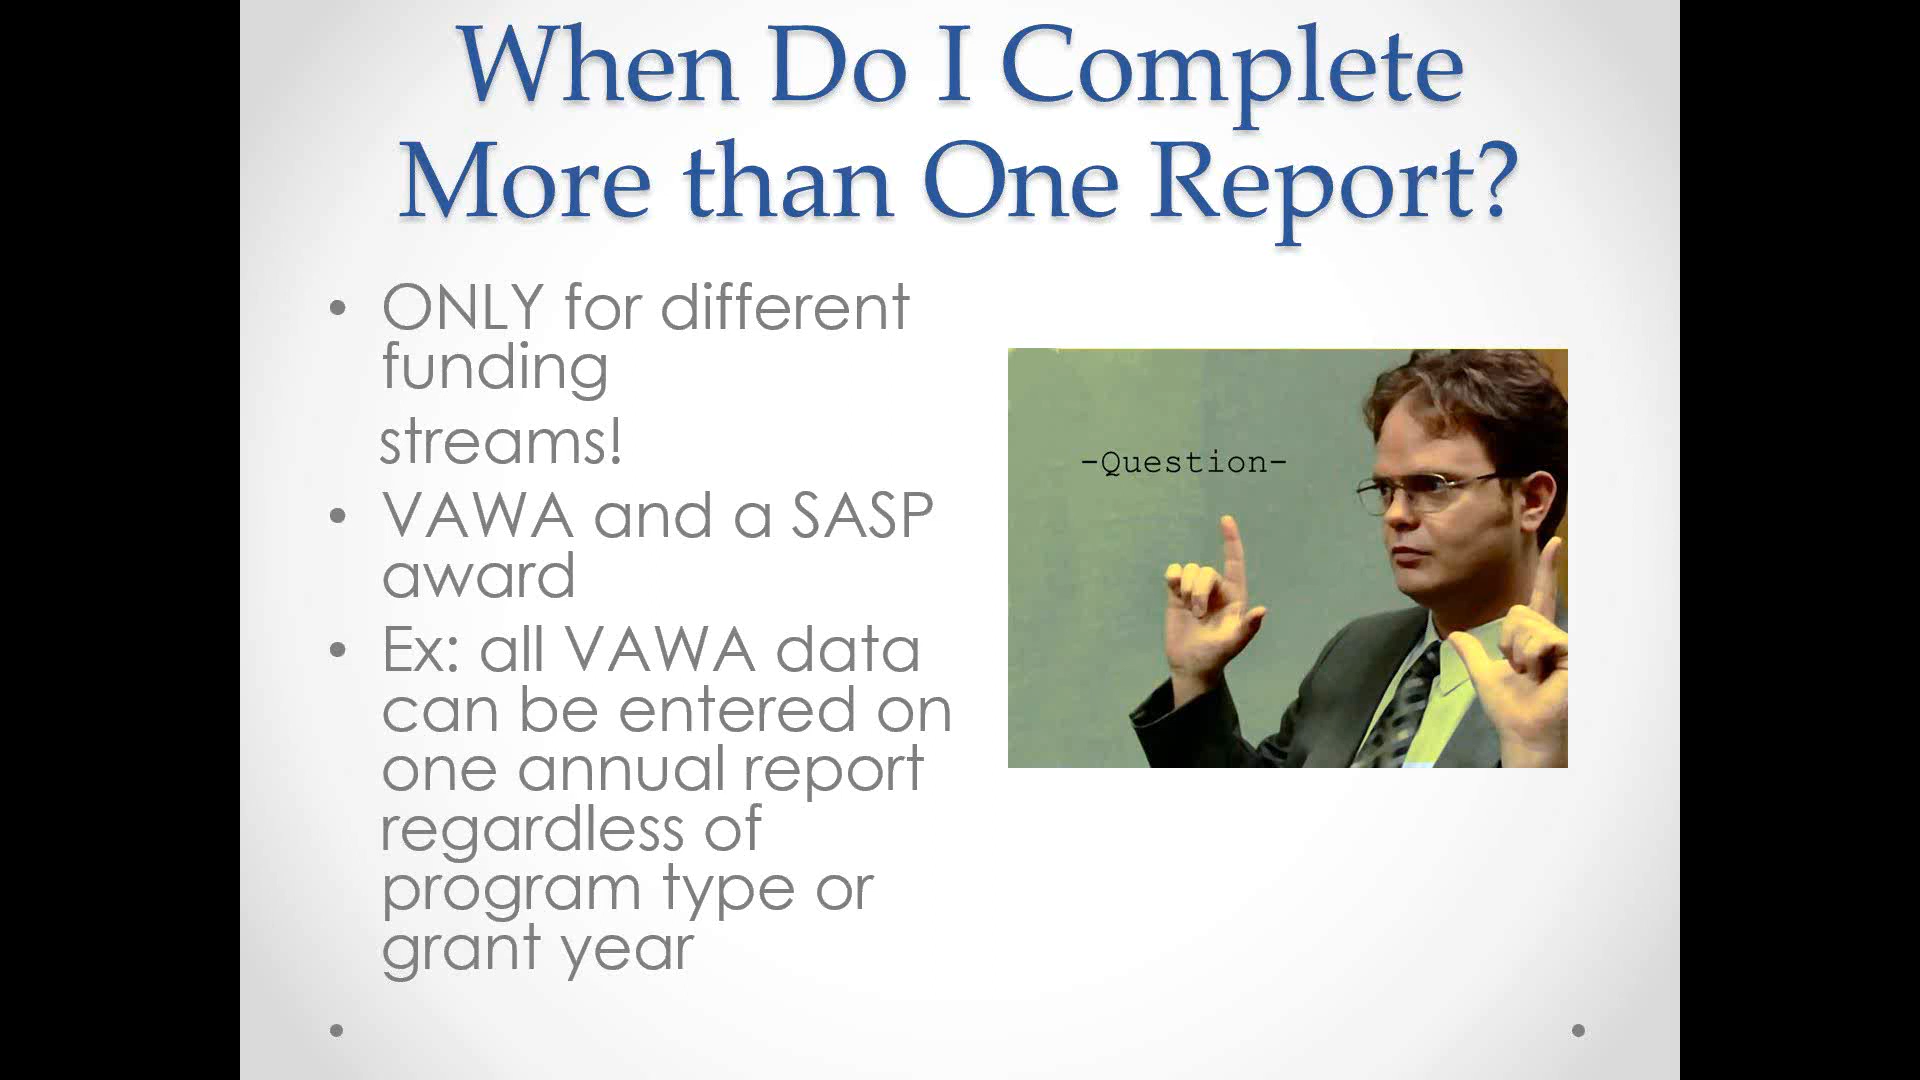 When Do I Complete
More than One Report?
• ONLY for different
funding
streams!
• VAWA and a SASP
award
• Ex: all VAWA data
can be entered on
one annual report
regardless of
program type or
grant year
-Question-